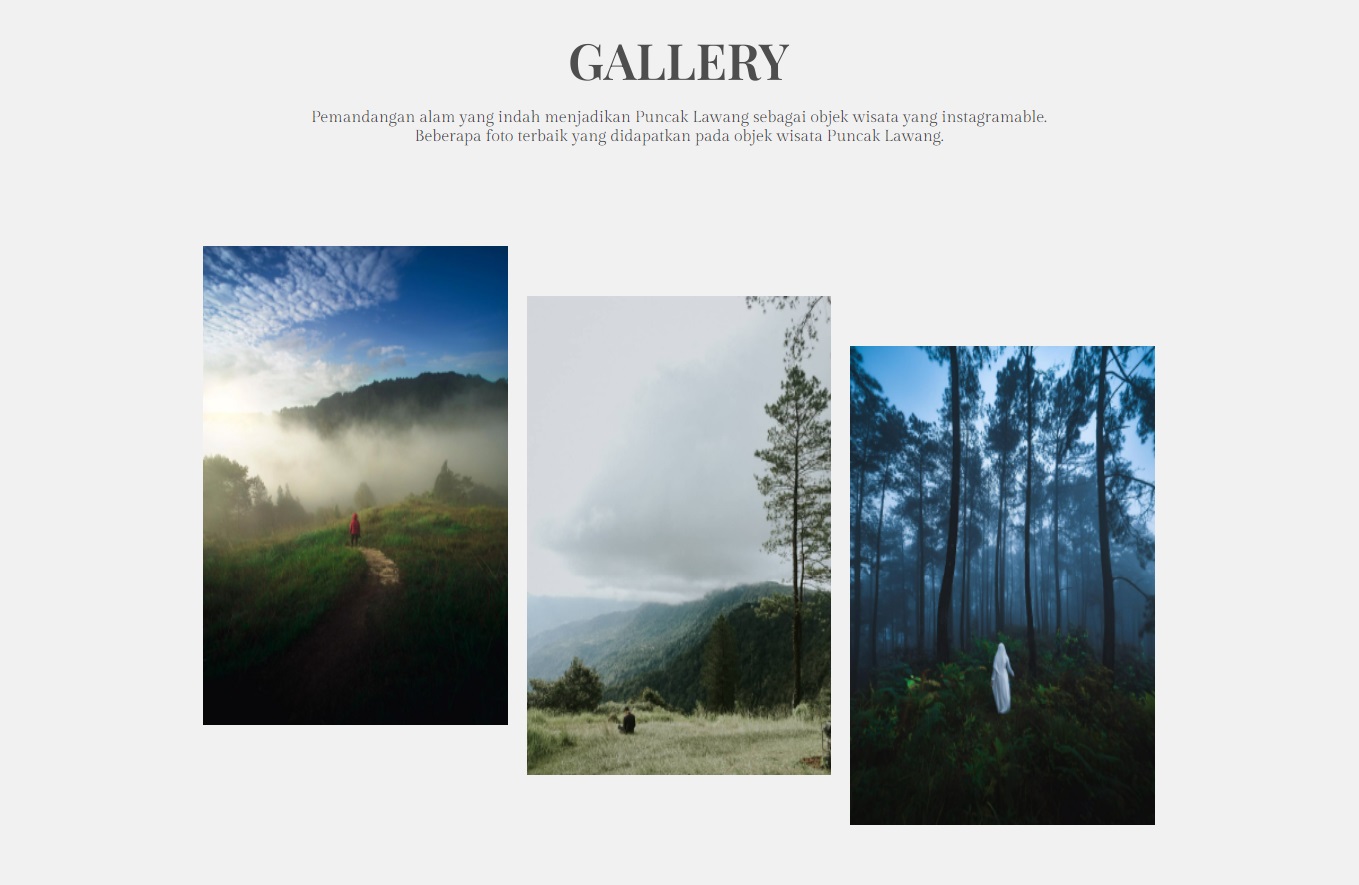 GALLERY
Pemandangan alam yang indah menjadikan Puncak Lawang sebagai objek wisata yang instagramable.
Beberapa foto terbaik yang didapatkan pada objek wisata Puncak Lawang.